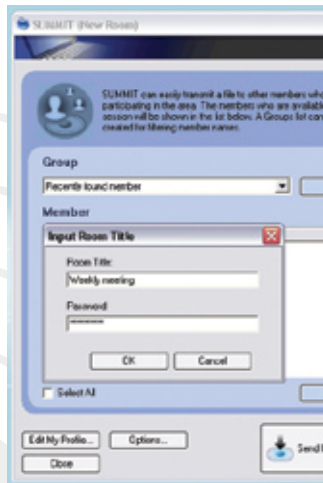 SUMMIT (New Room)
SUMMIT can easily transmit a file to other members who
participating in the area. The members who are available
session will be shown in the list below. A Groups list can
created for filtering member names.
Group
Recently found member
Member
Input Room Title
Room Title:
Weekly meeting
Password:
********
OK Cancel
Select All
Edit My Profile... Options...
Send
Close